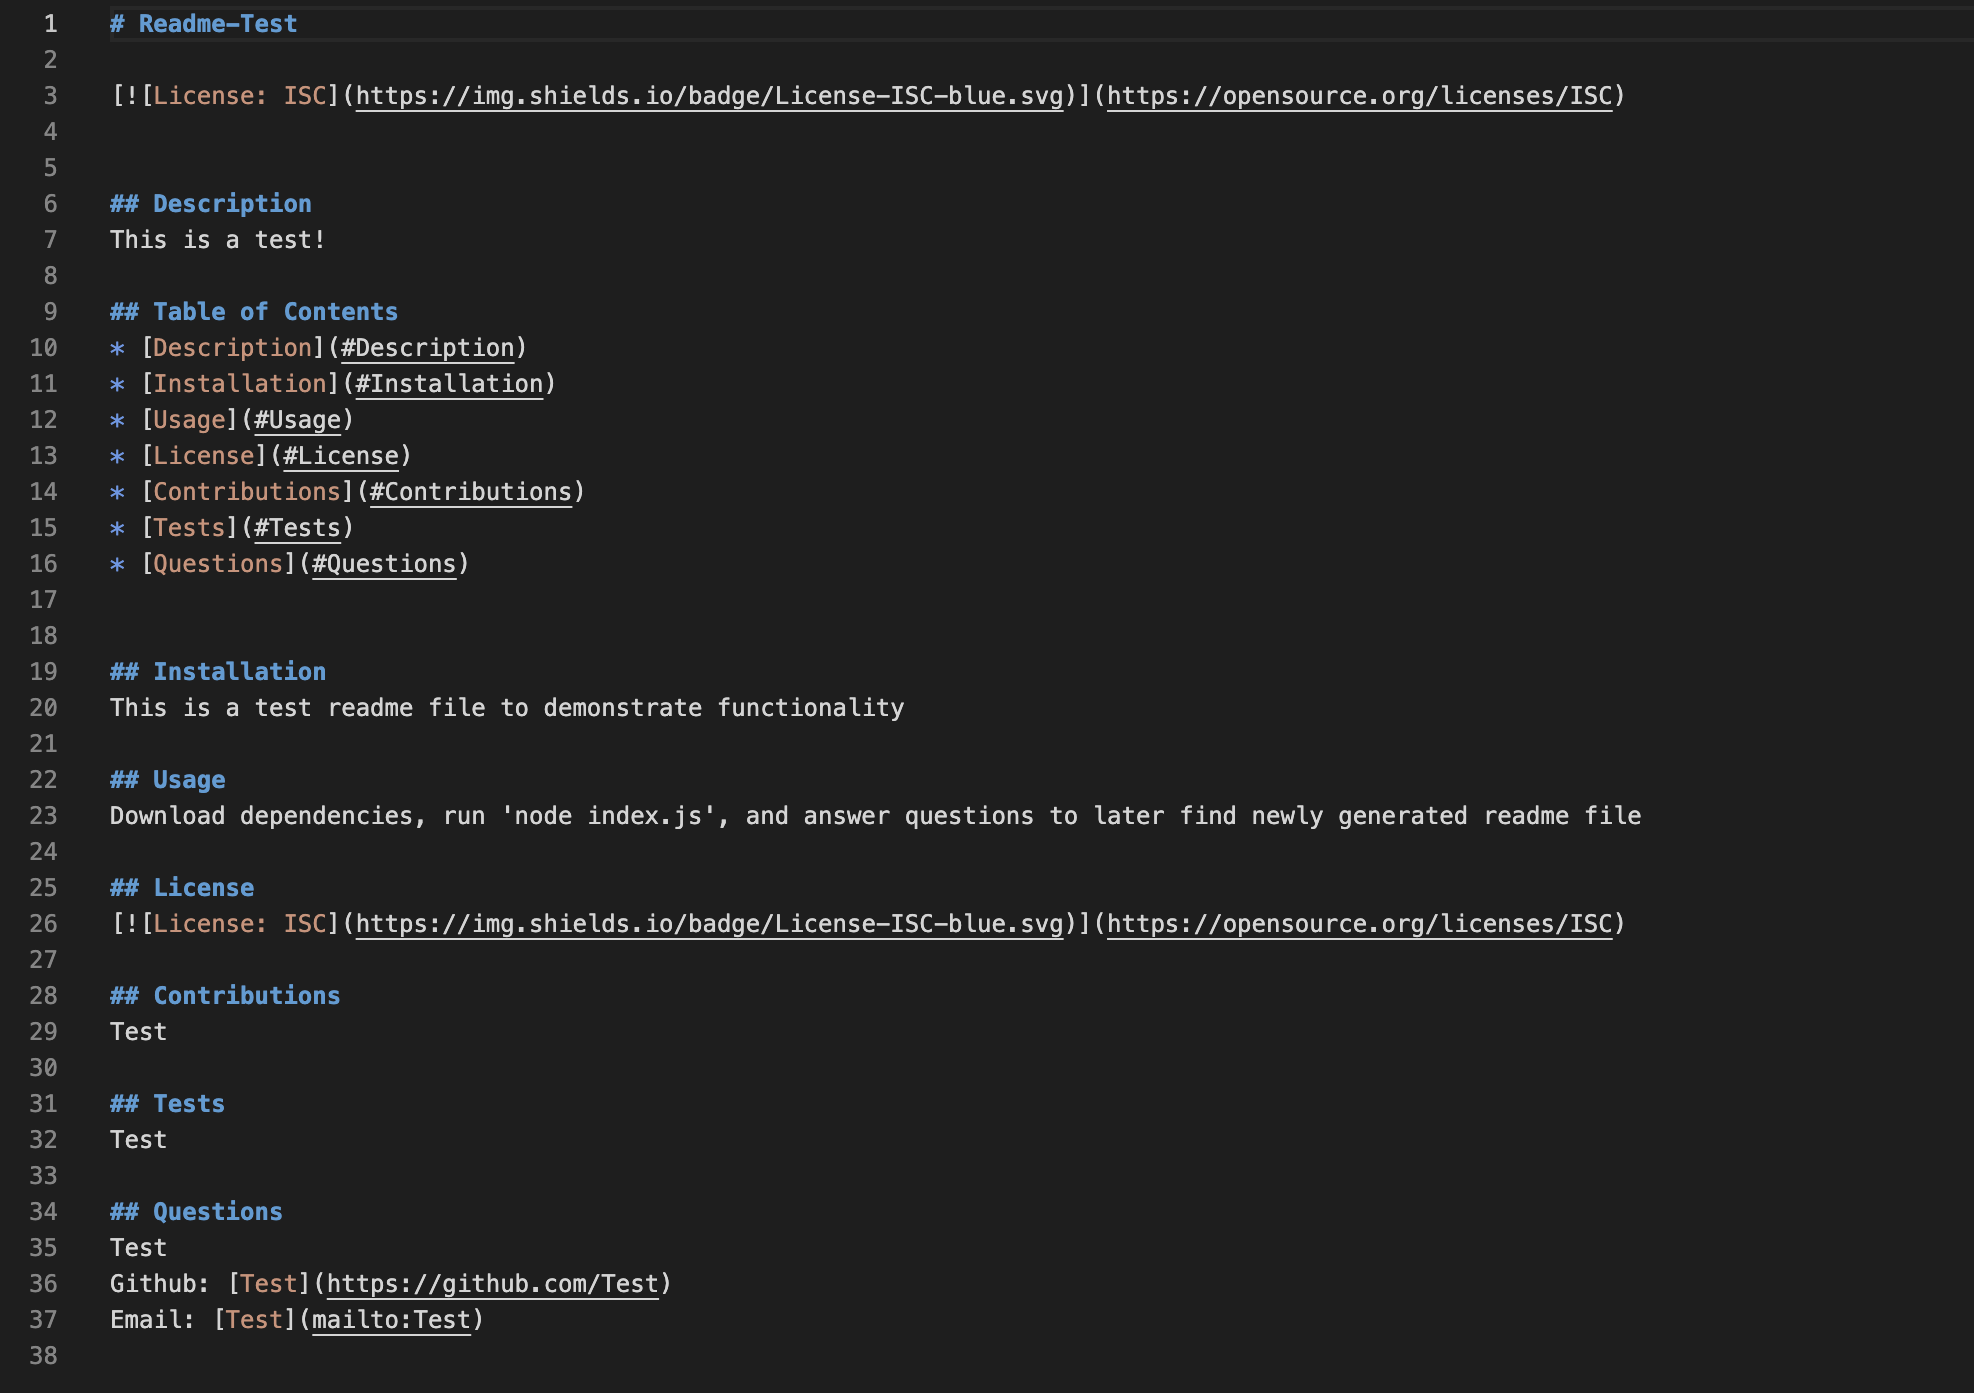 1 # Readme-Test
2
3 [![License: ISC](https://img.shields.io/badge/License-ISC-blue.svg)](https://opensource.org/licenses/ISC)
4
5
6 ## Description
7 This is a test!
8
9 ## Table of Contents
10 * [Description](#Description)
11 * [Installation](#Installation)
12 * [Usage](#Usage)
13 * [License](#License)
14 * [Contributions](#Contributions)
15 * [Tests](#Tests)
16 * [Questions](#Questions)
17
18
19 ## Installation
20 This is a test readme file to demonstrate functionality
21
22 ## Usage
23 Download dependencies, run 'node index.js', and answer questions to later find newly generated readme file
24
25 ## License
26 [![License: ISC](https://img.shields.io/badge/License-ISC-blue.svg)](https://opensource.org/licenses/ISC)
27
28 ## Contributions
29 Test
30
31 ## Tests
32 Test
33
34 ## Questions
35 Test
36 Github: [Test](https://github.com/Test)
37 Email: [Test](mailto:Test)
38